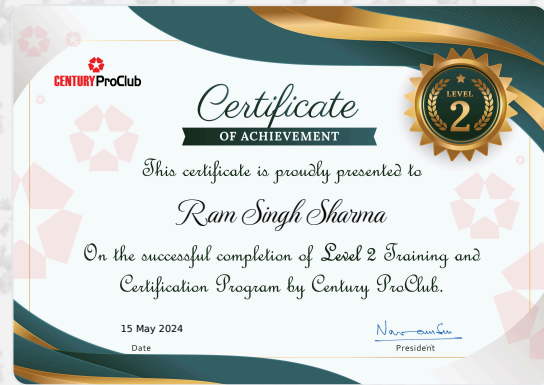 CENTURY ProClub
Certificate
OF ACHIEVEMENT
LEVEL
2
This certificate is proudly presented to
Ram Singh Sharma
On the successful completion of Level 2 Training and
Certification Program by Century ProClub.
15 May 2024
Date
President